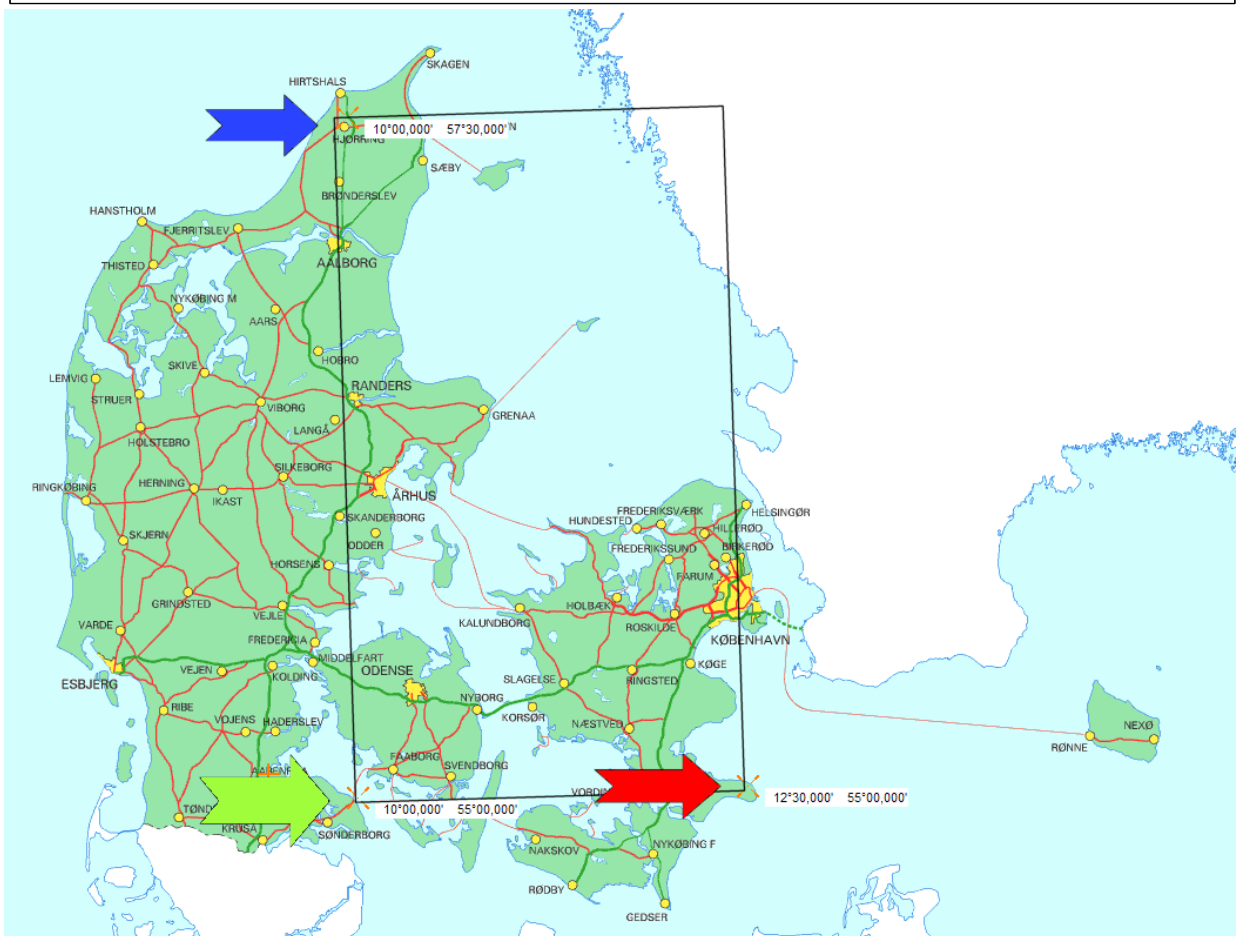 SKAGEN
HIRTSHALS
10°00,000' 57°30,000'N
HJØRRING
SÆBY
BRØNDERSLEV
HANSTHOLM
FJERRITSLEV
AALBORG
THISTED
NYKØBING M
AARS
HOBRO
SKIVE
LEMVIG
RANDERS
STRUER
VIBORG
GRENAA
LANGÅ
HOLSTEBRO
SILKEBORG
RINGKØBING
HERNING
IKAST
ÅRHUS
FREDERIKSVÆRK
HELSINGØR
SKANDERBORG
HUNDESTED
HILLERØD
SKJERN
ODDER
FREDERIKSSUND
BIRKERØD
HORSENS
FARUM
GRINDSTED
HOLBÆK
VEJLE
KALUNDBORG
VARDE
ROSKILDE
FREDERICIA
KØBENHAVN
MIDDELFART
ODENSE
KØGE
ESBJERG
VEJEN
KOLDING
SLAGELSE
RINGSTED
NYBORG
RIBE
KORSØR
VOJENS
HADERSLEV
NÆSTVED
NEXØ
RØNNE
FAABORG
SVENDBORG
10°00,000' 55°00,000'
12°30,000' 55°00,000'
SØNDERBORG
NAKSKOV
NYKØBING F
RØDBY
GEDSER